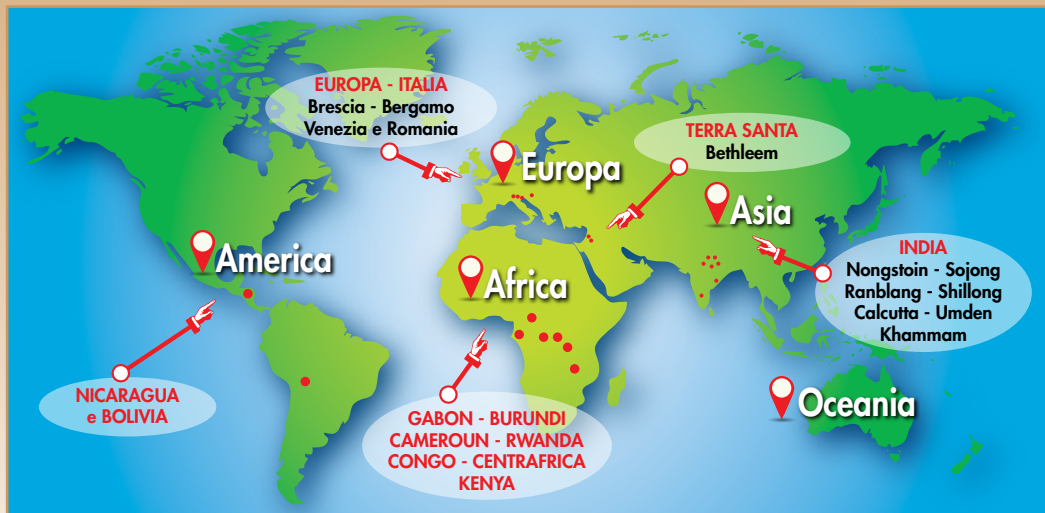 EUROPA - ITALIA
Brescia - Bergamo
Venezia e Romania
TERRA SANTA
Bethleem
Europa
Asia
America
Africa
INDIA
Nongstoin - Sojong
Ranblang - Shillong
Calcutta - Umden
Khammam
NICARAGUA
e BOLIVIA
GABON - BURUNDI
CAMEROUN - RWANDA
CONGO - CENTRAFRICA
KENYA
Oceania